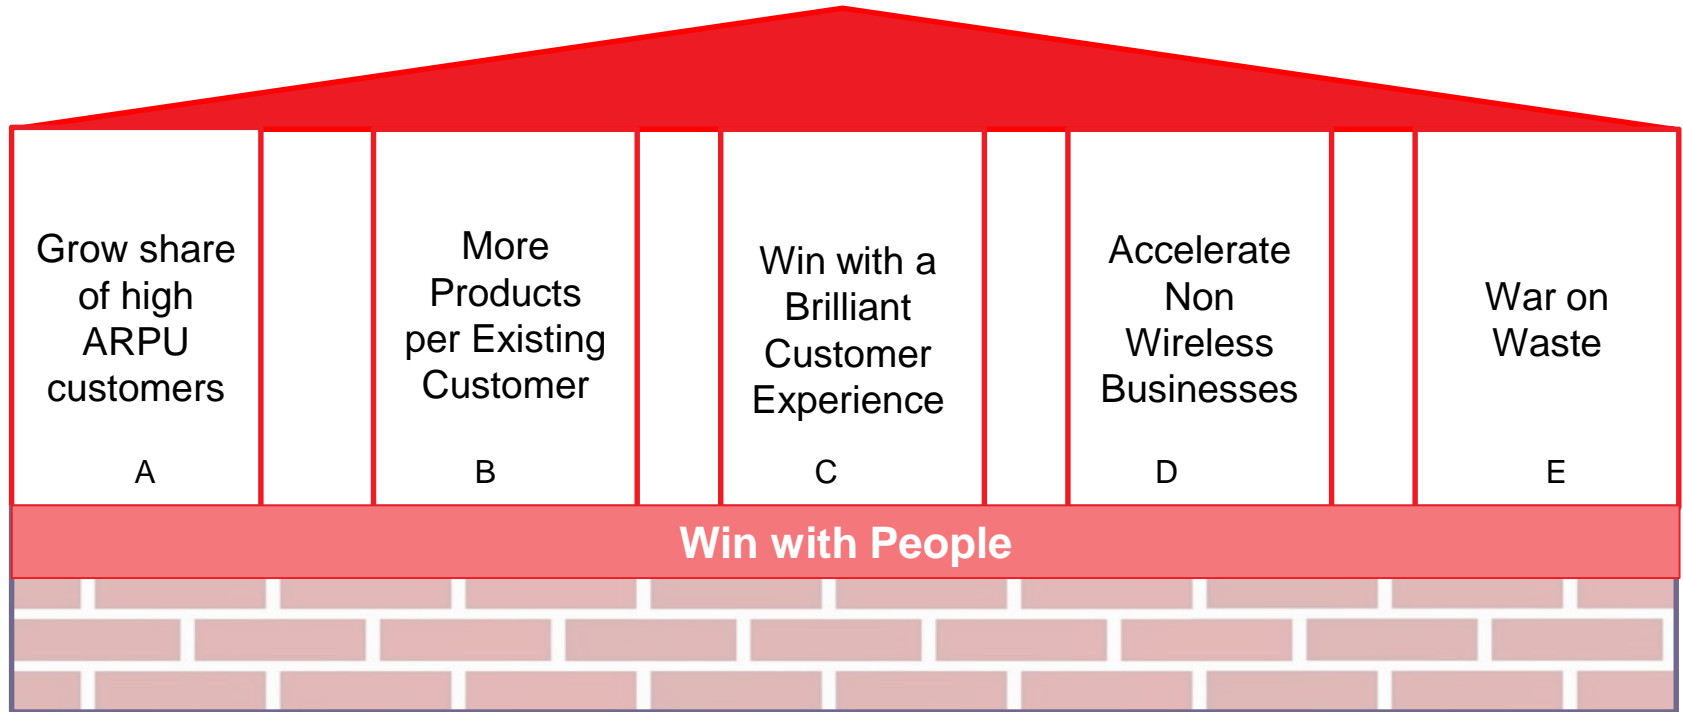 Grow share
of high
ARPU
customers
A
More
Products
per Existing
Customer
B
Win with a
Brilliant
Customer
Experience
C
Accelerate
Non
Wireless
Businesses
D
War on
Waste
E
Win with People